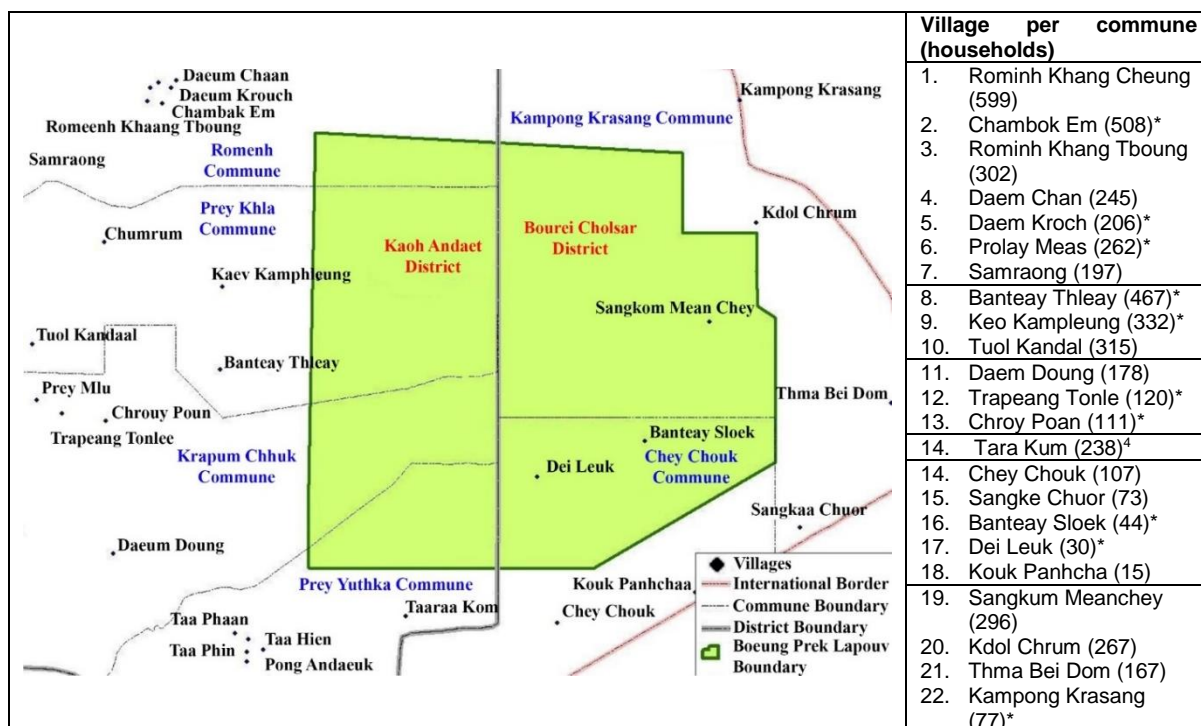 Daeum Chaan
Daeum Krouch
Chambak Em
Romeenh Khaang Tboung
Samraong
Romenh
Commune
Prey Khla
Commune
Chumrum
Kaev Kamphleung
Tuol Kandaal
Banteay Thleay
Prey Mlu
Chrouy Poun
Trapeang Tonlee
Krapum Chhuk
Commune
Daeum Doung
Prey Yuthka Commune
Taa Phaan
Taa Phin
Taa Hien
Pong Andaeuk
Taaraa Kom
Kampong Krasang
Kampong Krasang Commune
Kdol Chrum
Kaoh Andaet
District
Bourei Cholsar
District
Sangkom Mean Chey
Thma Bei Dom
Banteay Sloek
Chey Chouk
Commune
Dei Leuk
Sangkaa Chuor
Kouk Panhchaa
Chey Chouk
Villages
International Border
Commune Boundary
District Boundary
Boeung Prek Lapouv
Boundary
Village per commune
(households)
1. Rominh Khang Cheung
(599)
2. Chambok Em (508)*
3. Rominh Khang Tboung
(302)
4. Daem Chan (245)
5. Daem Kroch (206)*
6. Prolay Meas (262)*
7. Samraong (197)
8. Banteay Thleay (467)*
9. Keo Kampleung (332)*
10. Tuol Kandal (315)
11. Daem Doung (178)
12. Trapeang Tonle (120)*
13. Chroy Poan (111)*
14. Tara Kum (238)4
14. Chey Chouk (107)
15. Sangke Chuor (73)
16. Banteay Sloek (44)*
17. Dei Leuk (30)*
18. Kouk Panhcha (15)
19. Sangkum Meanchey
(296)
20. Kdol Chrum (267)
21. Thma Bei Dom (167)
22. Kampong Krasang
(77)*